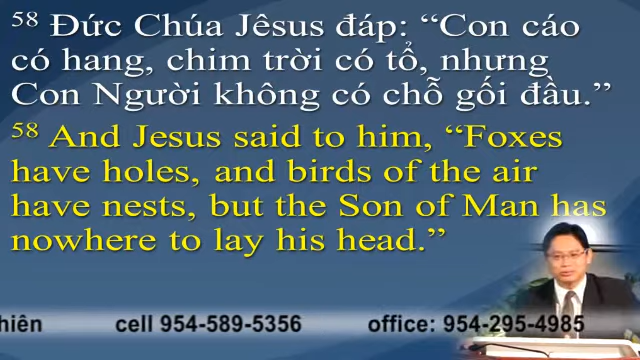 58 Đức Chúa Jêsus đáp: “Con cáo
có hang, chim trời có tổ, nhưng
Con Người không có chỗ gối đầu.”
58 And Jesus said to him, “Foxes
have holes, and birds of the air
have nests, but the Son of Man has
nowhere to lay his head.”
hiên cell 954-589-5356 office: 954-295-4985